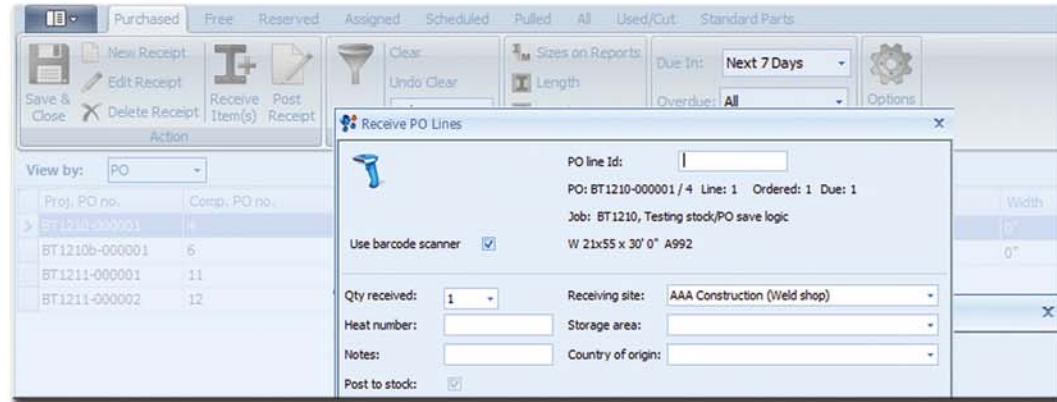 Purchased Free Reserved Assigned Scheduled Pulled All Used/Cut Standard Parts
New Receipt Clear Sizes on Reports Due In: Next 7 Days
Edit Receipt Undo Clear Length
Save & Close Delete Receipt Receive Item(s) Post Receipt Overdue: All Options
Action
Receive PO Lines
View by: PO
Proj. PO no. Comp. PO no. Width
BT1210-000001 4 0"
BT1210b-000001 6 0"
BT1211-000001 11
BT1211-000002 12
PO line Id:
PO: BT1210-000001 / 4 Line: 1 Ordered: 1 Due: 1
Job: BT1210, Testing stock/PO save logic
Use barcode scanner W 21x55 x 30' 0" A992
Qty received: 1 Receiving site: AAA Construction (Weld shop)
Heat number: Storage area:
Notes: Country of origin:
Post to stock: